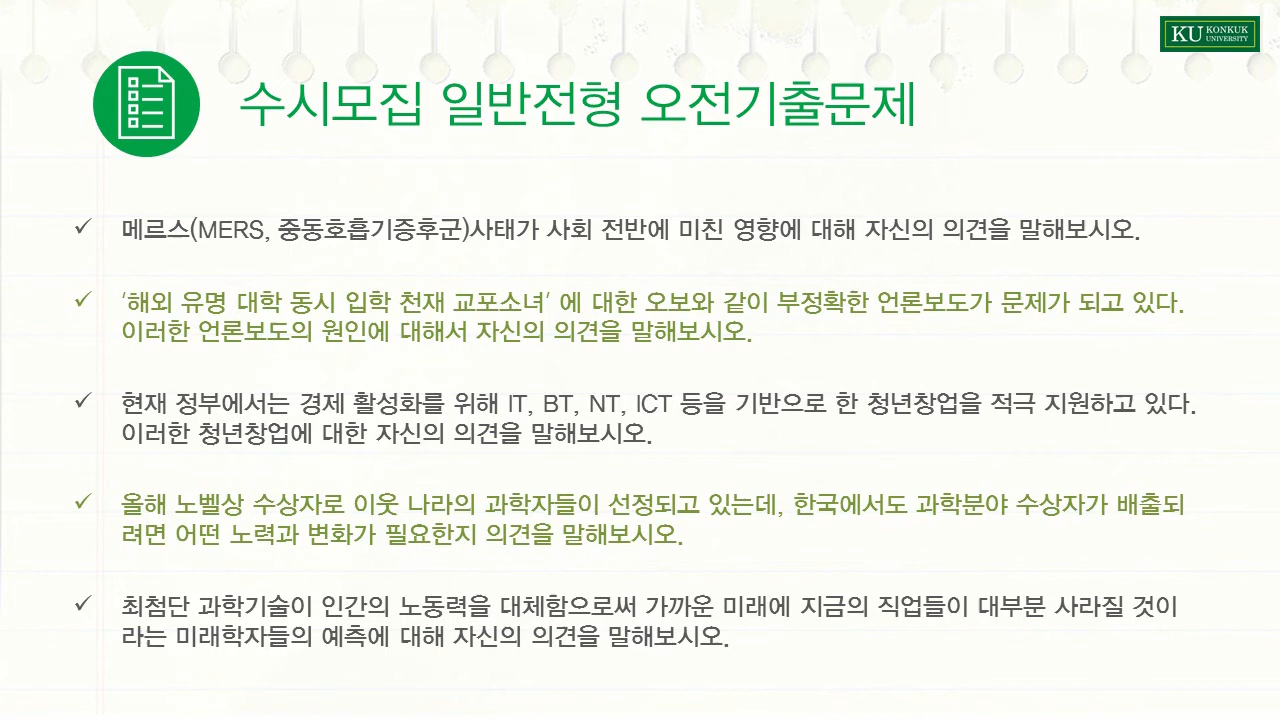 KU KONKUK UNIVERSITY
수시모집 일반전형 오전기출문제
✓ 메르스(MERS, 중동호흡기증후군)사태가 사회 전반에 미친 영향에 대해 자신의 의견을 말해보시오.
✓ ‘해외 유명 대학 동시 입학 천재 교포소녀’ 에 대한 오보와 같이 부정확한 언론보도가 문제가 되고 있다.
이러한 언론보도의 원인에 대해서 자신의 의견을 말해보시오.
✓ 현재 정부에서는 경제 활성화를 위해 IT, BT, NT, ICT 등을 기반으로 한 청년창업을 적극 지원하고 있다.
이러한 청년창업에 대한 자신의 의견을 말해보시오.
✓ 올해 노벨상 수상자로 이웃 나라의 과학자들이 선정되고 있는데, 한국에서도 과학분야 수상자가 배출되
려면 어떤 노력과 변화가 필요한지 의견을 말해보시오.
✓ 최첨단 과학기술이 인간의 노동력을 대체함으로써 가까운 미래에 지금의 직업들이 대부분 사라질 것이
라는 미래학자들의 예측에 대해 자신의 의견을 말해보시오.